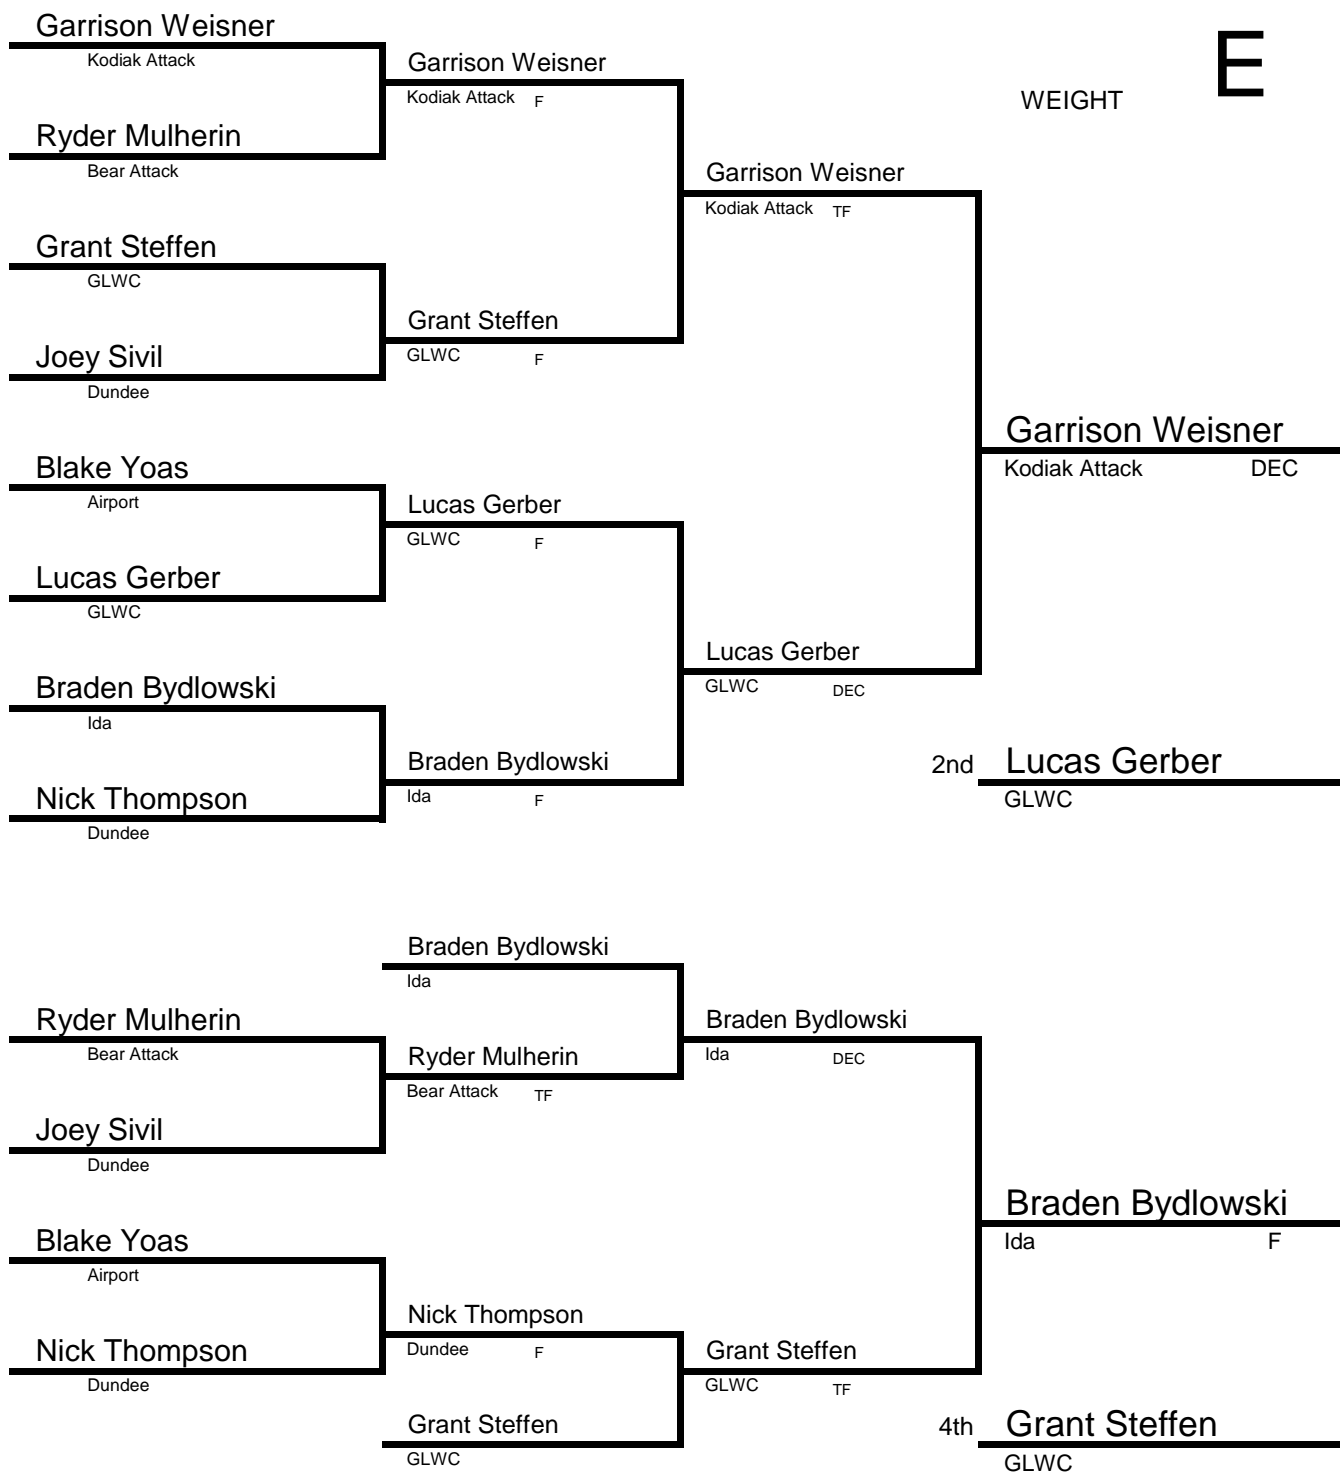 Garrison Weisner
Kodiak Attack
Garrison Weisner
Kodiak Attack F
E
WEIGHT
Ryder Mulherin
Bear Attack
Garrison Weisner
Kodiak Attack TF
Grant Steffen
GLWC
Grant Steffen
GLWC F
Joey Sivil
Dundee
Garrison Weisner
Kodiak Attack DEC
Blake Yoas
Airport
Lucas Gerber
GLWC F
Lucas Gerber
GLWC
Lucas Gerber
GLWC DEC
Braden Bydlowski
Ida
Braden Bydlowski
Ida F
2nd Lucas Gerber
GLWC
Nick Thompson
Dundee
Braden Bydlowski
Ida
Ryder Mulherin
Bear Attack
Braden Bydlowski
Ida DEC
Ryder Mulherin
Bear Attack TF
Joey Sivil
Dundee
Braden Bydlowski
Ida F
Blake Yoas
Airport
Nick Thompson
Dundee F
Nick Thompson
Dundee
Grant Steffen
GLWC TF
Grant Steffen
GLWC
4th Grant Steffen
GLWC